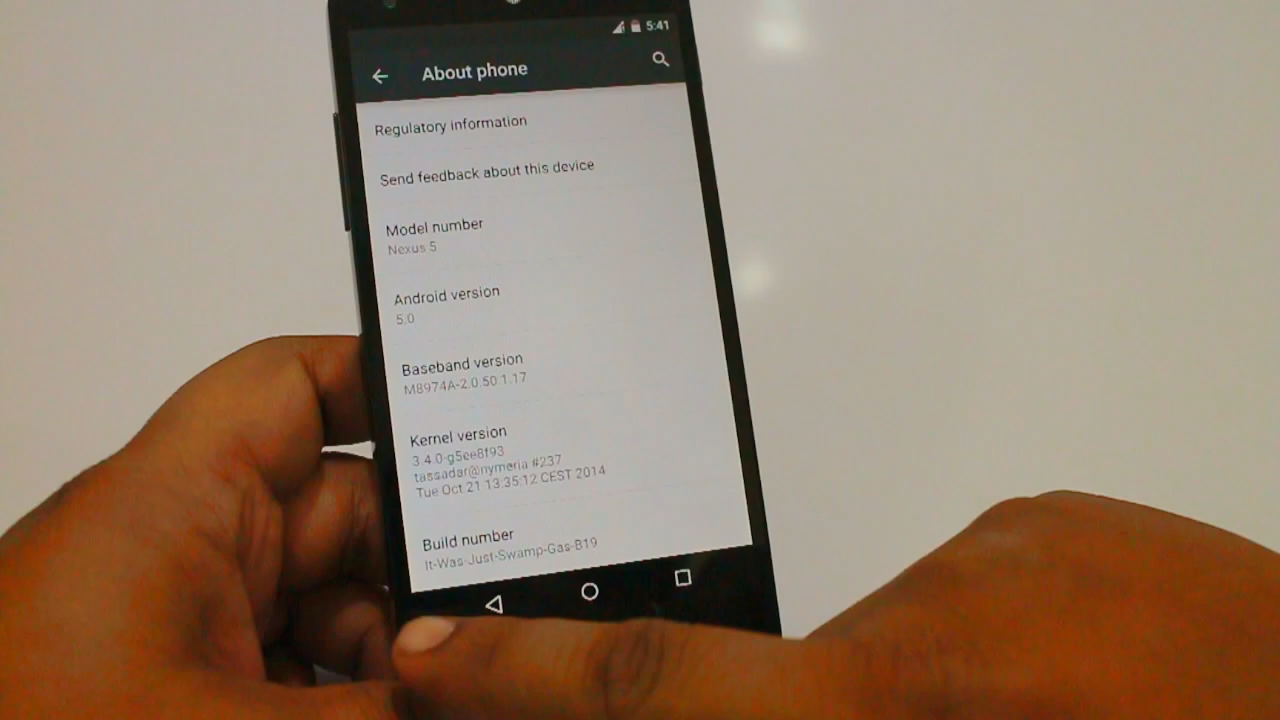 5:41
About phone
Regulatory information
Send feedback about this device
Model number
Nexus 5
Android version
5.0
Baseband version
M8974A-2.0.50.1.17
Kernel version
3.4.0-g5ee8f93
tassadar@nymeria #237
Tue Oct 21 13:35:12 CEST 2014
Build number
It-Was-Just-Swamp-Gas-B19